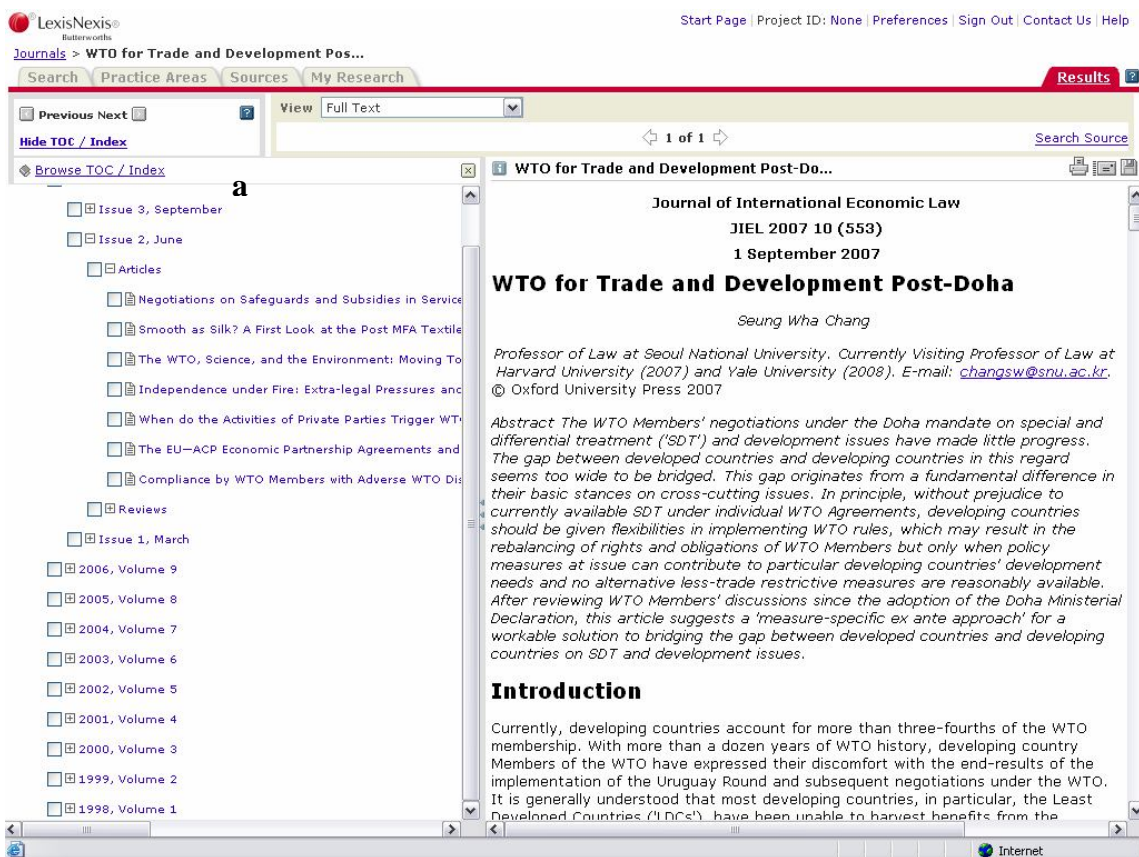 LexisNexis®
Butterworths
Start Page | Project ID: None | Preferences | Sign Out | Contact Us | Help
Journals > WTO for Trade and Development Pos...
Search
Practice Areas
Sources
My Research
Results
?
Previous Next
?
Hide TOC / Index
View Full Text
1 of 1
Search Source
Browse TOC / Index
a
Issue 3, September
Issue 2, June
Articles
Negotiations on Safeguards and Subsidies in Service
Smooth as Silk? A First Look at the Post MFA Textile
The WTO, Science, and the Environment: Moving To
Independence under Fire: Extra-legal Pressures and
When do the Activities of Private Parties Trigger WT
The EU—ACP Economic Partnership Agreements and
Compliance by WTO Members with Adverse WTO Dis
Reviews
Issue 1, March
2006, Volume 9
2005, Volume 8
2004, Volume 7
2003, Volume 6
2002, Volume 5
2001, Volume 4
2000, Volume 3
1999, Volume 2
1998, Volume 1
WTO for Trade and Development Post-Do...
Journal of International Economic Law
JIEL 2007 10 (553)
1 September 2007
WTO for Trade and Development Post-Doha
Seung Wha Chang
Professor of Law at Seoul National University. Currently Visiting Professor of Law at
Harvard University (2007) and Yale University (2008). E-mail: changsw@snu.ac.kr.
© Oxford University Press 2007
Abstract The WTO Members' negotiations under the Doha mandate on special and
differential treatment ('SDT') and development issues have made little progress.
The gap between developed countries and developing countries in this regard
seems too wide to be bridged. This gap originates from a fundamental difference in
their basic stances on cross-cutting issues. In principle, without prejudice to
currently available SDT under individual WTO Agreements, developing countries
should be given flexibilities in implementing WTO rules, which may result in the
rebalancing of rights and obligations of WTO Members but only when policy
measures at issue can contribute to particular developing countries' development
needs and no alternative less-trade restrictive measures are reasonably available.
After reviewing WTO Members' discussions since the adoption of the Doha Ministerial
Declaration, this article suggests a 'measure-specific ex ante approach' for a
workable solution to bridging the gap between developed countries and developing
countries on SDT and development issues.
Introduction
Currently, developing countries account for more than three-fourths of the WTO
membership. With more than a dozen years of WTO history, developing country
Members of the WTO have expressed their discomfort with the end-results of the
implementation of the Uruguay Round and subsequent negotiations under the WTO.
It is generally understood that most developing countries, in particular, the Least
Developed Countries ('LDCs'), have been unable to harvest benefits from the
Internet